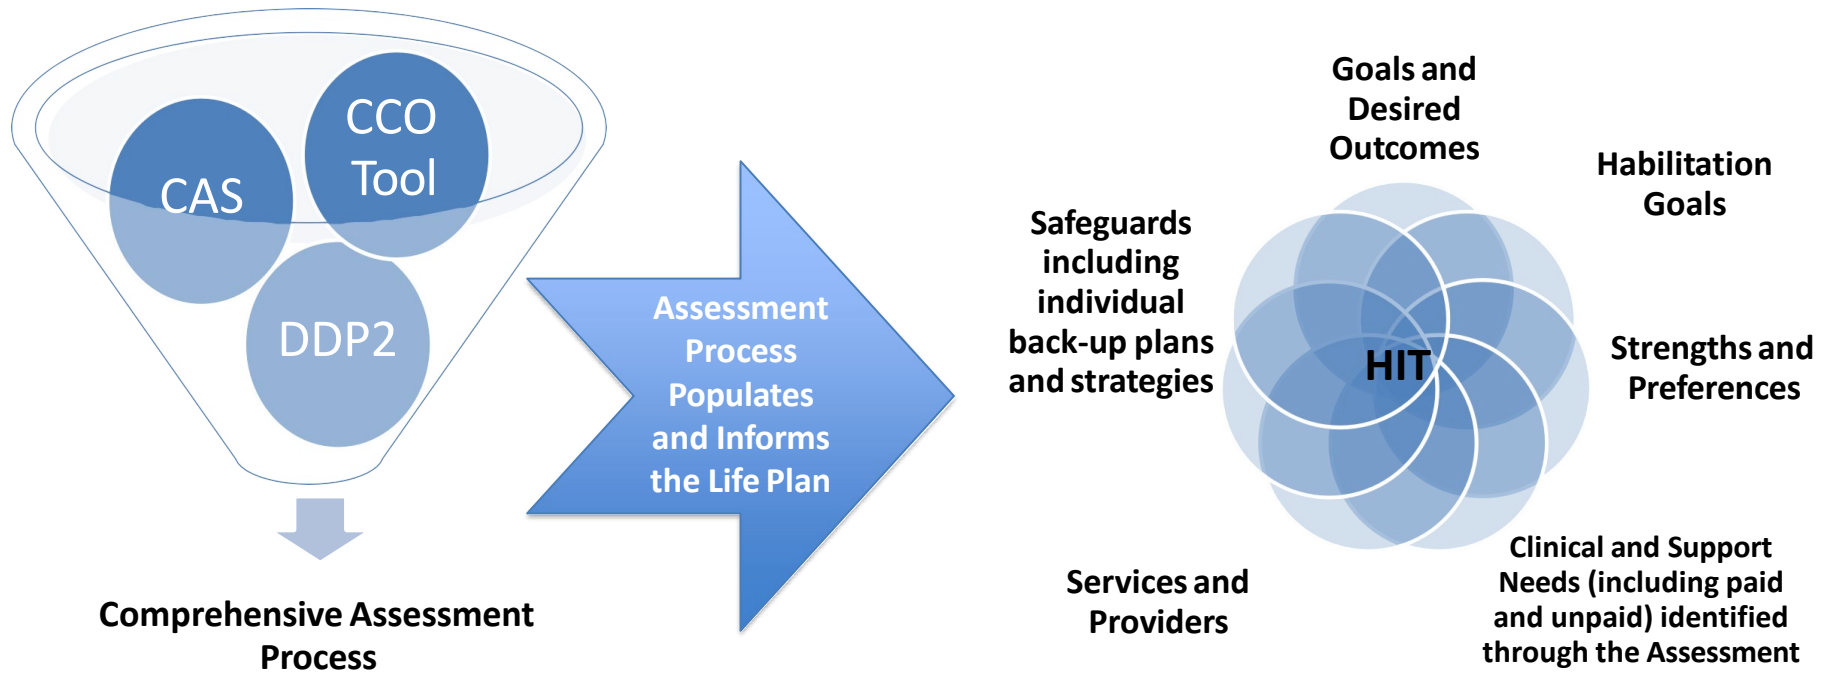 CCO
Tool
CAS
DDP2
Comprehensive Assessment
Process
Assessment
Process
Populates
and Informs
the Life Plan
Goals and
Desired
Outcomes
Habilitation
Goals
Safeguards
including
individual
back-up plans
and strategies
HIT
Strengths and
Preferences
Services and
Providers
Clinical and Support
Needs (including paid
and unpaid) identified
through the Assessment